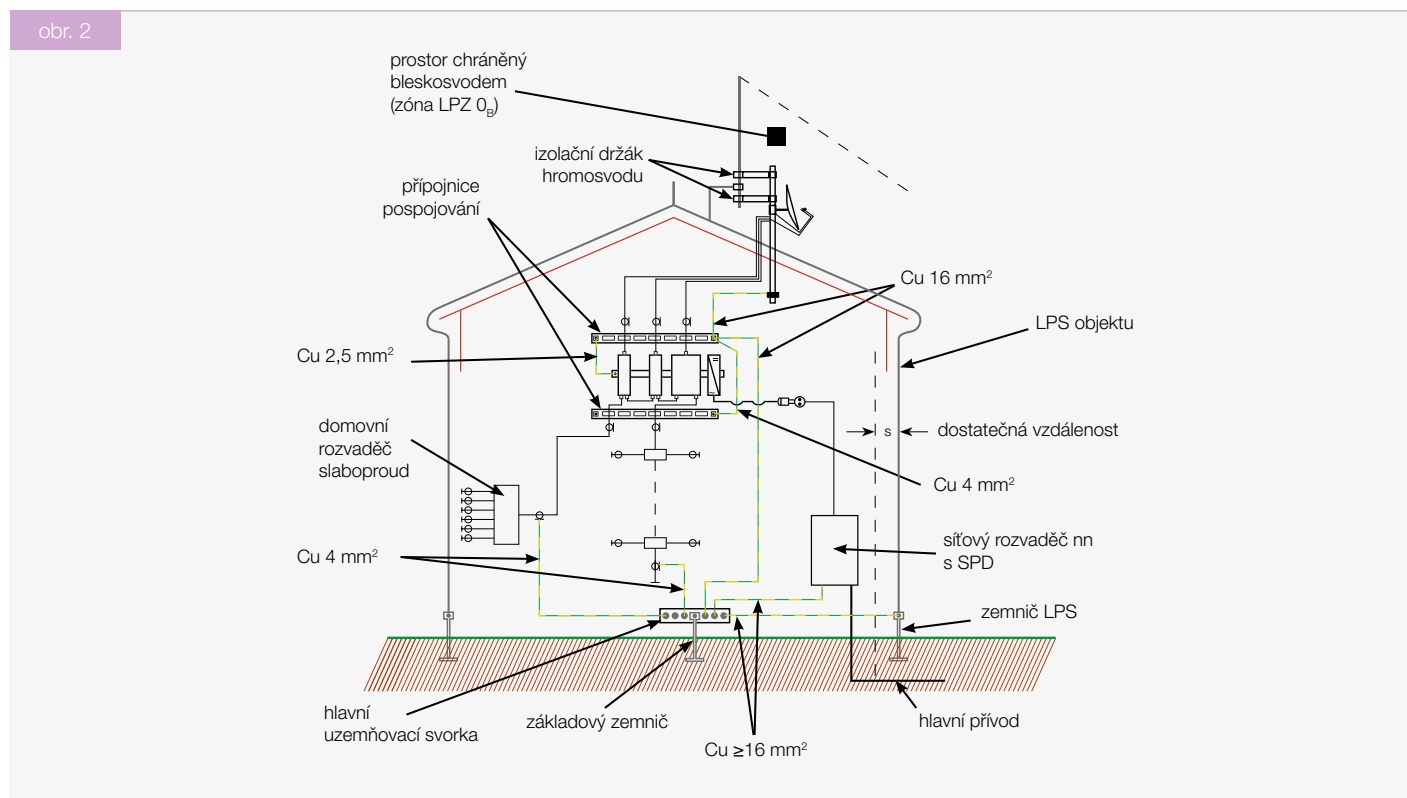 obr. 2
prostor chráněný
bleskosvodem
(zóna LPZ 0B)
izolační držák
hromosvodu
přípojnice
pospojování
Cu 16 mm²
LPS objektu
Cu 2,5 mm²
domovní
rozvaděč
slaboproud
s
dostatečná vzdálenost
Cu 4 mm²
síťový rozvaděč nn
s SPD
Cu 4 mm²
zemnič LPS
hlavní
uzemňovací svorka
základový zemnič
hlavní přívod
Cu ≥16 mm²